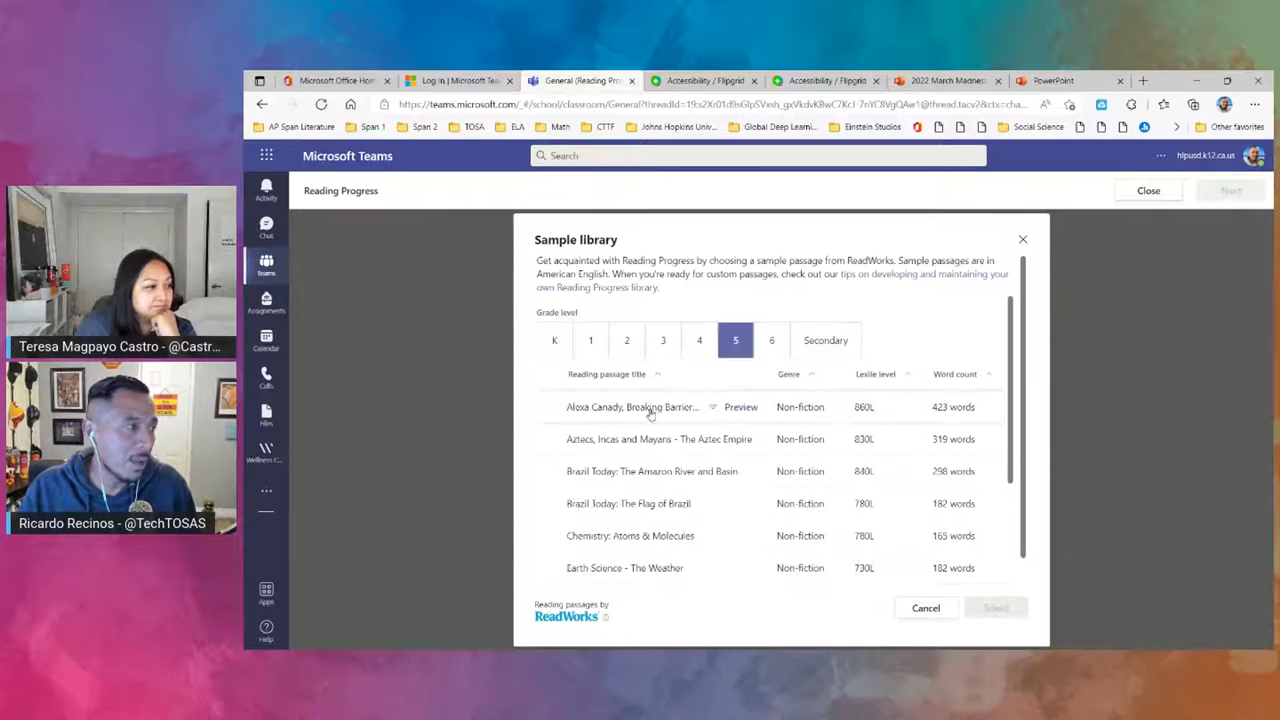 Microsoft Office Hom
Log In | Microsoft Tea
General (Reading Pro
Accessibility / Flipgrid
Accessibility / Flipgrid
2022 March Madness
PowerPoint
AP Span Literature
Span 1
Span 2
TOSA
ELA
Math
CTTF
Johns Hopkins Univ...
Global Deep Learni...
Einstein Studios
Social Science
Other favorites
Microsoft Teams
Search
hlpusd.k12.ca.us
Activity
Chat
Teams
Assignments
Calendar
Calls
Files
Wellness C...
Apps
Help
Reading Progress
Close
Next
Sample library
Get acquainted with Reading Progress by choosing a sample passage from ReadWorks. Sample passages are in
American English. When you're ready for custom passages, check out our tips on developing and maintaining your
own Reading Progress library.
Grade level
K 1 2 3 4 5 6 Secondary
Reading passage title Genre Lexile level Word count
Alexa Canady, Breaking Barrier... Preview Non-fiction 860L 423 words
Aztecs, Incas and Mayans - The Aztec Empire Non-fiction 830L 319 words
Brazil Today: The Amazon River and Basin Non-fiction 840L 298 words
Brazil Today: The Flag of Brazil Non-fiction 780L 182 words
Chemistry: Atoms & Molecules Non-fiction 780L 165 words
Earth Science - The Weather Non-fiction 730L 182 words
Reading passages by
ReadWorks
Cancel
Submit
Teresa Magpayo Castro - @Castr...
Ricardo Recinos - @TechTOSAS